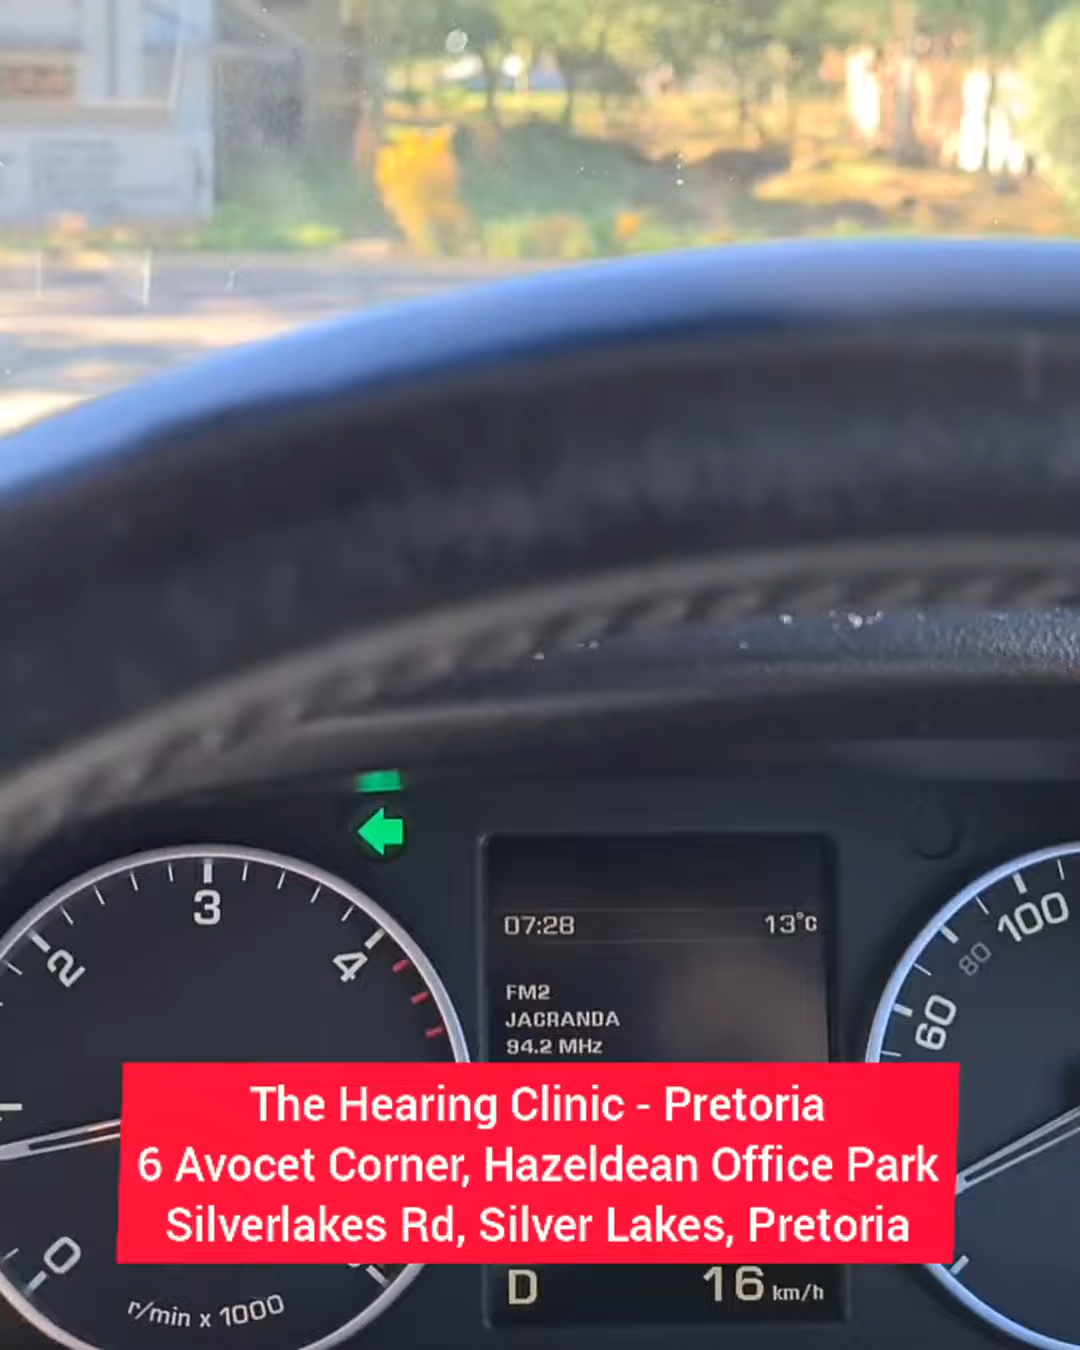 3
2
4
100
80
60
07:28 13°C
FM2
JACARANDA
94.2 MHz
The Hearing Clinic - Pretoria
6 Avocet Corner, Hazeldean Office Park
Silverlakes Rd, Silver Lakes, Pretoria
0
D 16 km/h
r/min x 1000